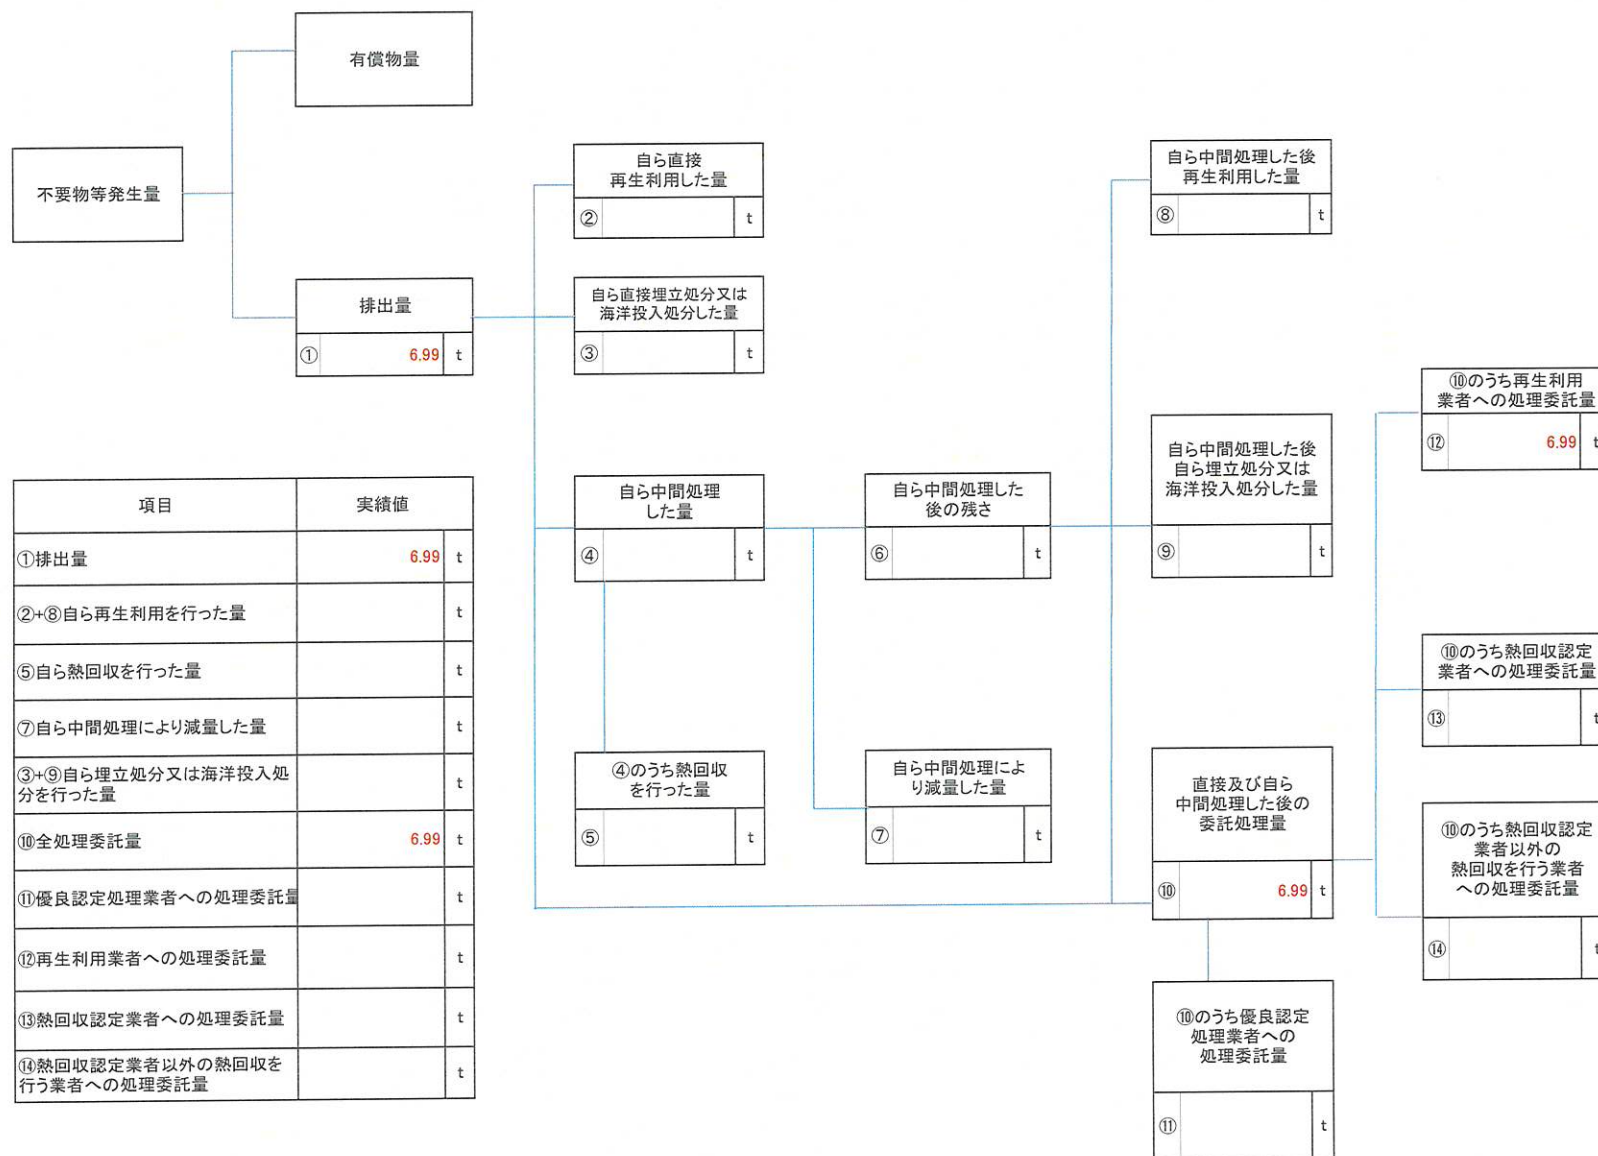 有償物量
不要物等発生量
排出量
① 6.99 t
自ら直接
再生利用した量
② t
自ら直接埋立処分又は
海洋投入処分した量
③ t
自ら中間処理
した量
④ t
④のうち熱回収
を行った量
⑤ t
自ら中間処理した
後の残さ
⑥ t
自ら中間処理によ
り減量した量
⑦ t
自ら中間処理した後
再生利用した量
⑧ t
自ら中間処理した後
自ら埋立処分又は
海洋投入処分した量
⑨ t
直接及び自ら
中間処理した後の
委託処理量
⑩ 6.99 t
⑩のうち優良認定
処理業者への
処理委託量
⑪ t
⑩のうち再生利用
業者への処理委託量
⑫ 6.99 t
⑩のうち熱回収認定
業者への処理委託量
⑬ t
⑩のうち熱回収認定
業者以外の
熱回収を行う業者
への処理委託量
⑭ t
項目 実績値
①排出量 6.99 t
②+⑧自ら再生利用を行った量 t
⑤自ら熱回収を行った量 t
⑦自ら中間処理により減量した量 t
③+⑨自ら埋立処分又は海洋投入処
分を行った量 t
⑩全処理委託量 6.99 t
⑪優良認定処理業者への処理委託量 t
⑫再生利用業者への処理委託量 t
⑬熱回収認定業者への処理委託量 t
⑭熱回収認定業者以外の熱回収を
行う業者への処理委託量 t